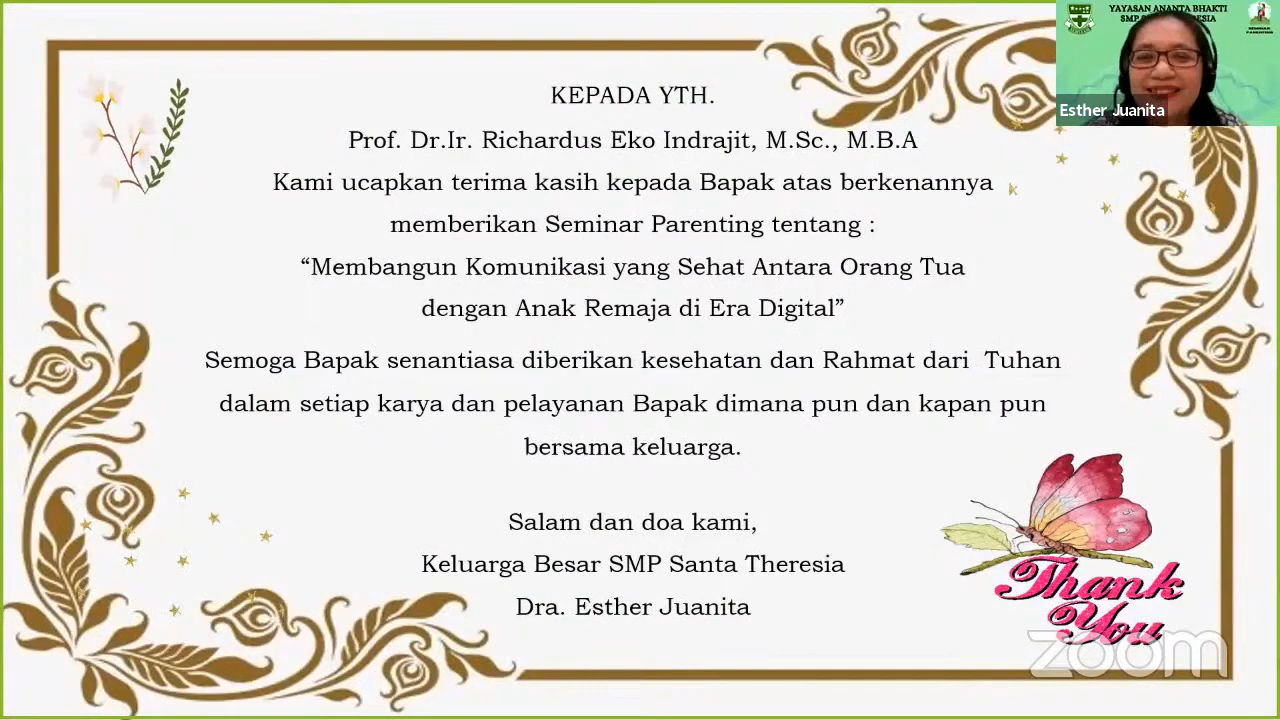 YAYASAN ANANTA BHAKTI
SMP
SEMINAR
PARENTING
Esther Juanita
KEPADA YTH.
Prof. Dr.Ir. Richardus Eko Indrajit, M.Sc., M.B.A
Kami ucapkan terima kasih kepada Bapak atas berkenannya
memberikan Seminar Parenting tentang :
“Membangun Komunikasi yang Sehat Antara Orang Tua
dengan Anak Remaja di Era Digital”
Semoga Bapak senantiasa diberikan kesehatan dan Rahmat dari Tuhan
dalam setiap karya dan pelayanan Bapak dimana pun dan kapan pun
bersama keluarga.
Salam dan doa kami,
Keluarga Besar SMP Santa Theresia
Dra. Esther Juanita
Thank
You
zoom